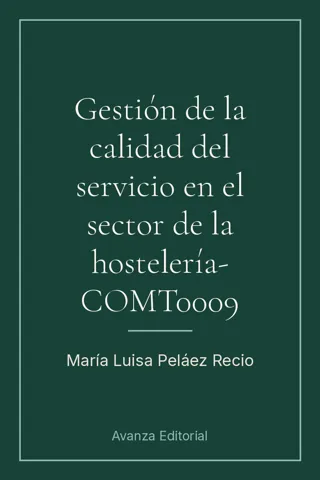 Gestión de la
calidad del
servicio en el
sector de la
hostelería-
COMT0009
María Luisa Peláez Recio
Avanza Editorial